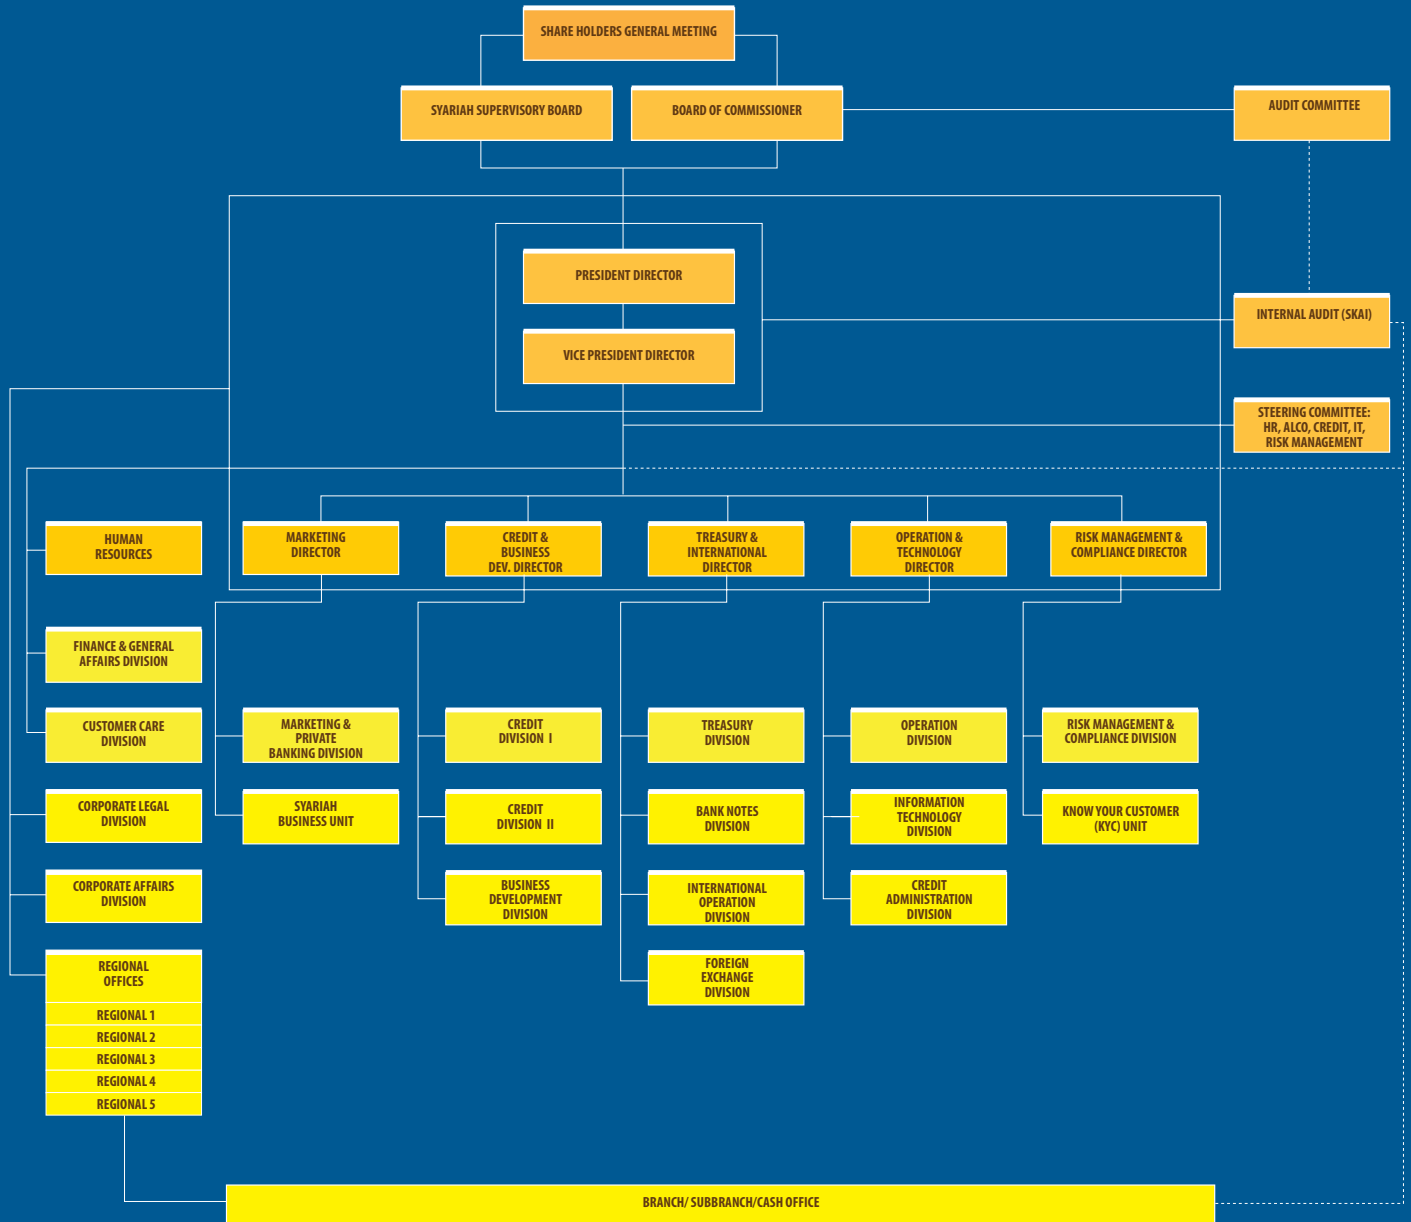 SHARE HOLDERS GENERAL MEETING
SYARIAH SUPERVISORY BOARD
BOARD OF COMMISSIONER
AUDIT COMMITTEE
PRESIDENT DIRECTOR
VICE PRESIDENT DIRECTOR
INTERNAL AUDIT (SKAI)
STEERING COMMITTEE:
HR, ALCO, CREDIT, IT,
RISK MANAGEMENT
HUMAN
RESOURCES
MARKETING
DIRECTOR
CREDIT &
BUSINESS
DEV. DIRECTOR
TREASURY &
INTERNATIONAL
DIRECTOR
OPERATION &
TECHNOLOGY
DIRECTOR
RISK MANAGEMENT &
COMPLIANCE DIRECTOR
FINANCE & GENERAL
AFFAIRS DIVISION
CUSTOMER CARE
DIVISION
MARKETING &
PRIVATE
BANKING DIVISION
CREDIT
DIVISION I
TREASURY
DIVISION
OPERATION
DIVISION
RISK MANAGEMENT &
COMPLIANCE DIVISION
CORPORATE LEGAL
DIVISION
SYARIAH
BUSINESS UNIT
CREDIT
DIVISION II
BANK NOTES
DIVISION
INFORMATION
TECHNOLOGY
DIVISION
KNOW YOUR CUSTOMER
(KYC) UNIT
CORPORATE AFFAIRS
DIVISION
BUSINESS
DEVELOPMENT
DIVISION
INTERNATIONAL
OPERATION
DIVISION
CREDIT
ADMINISTRATION
DIVISION
REGIONAL
OFFICES
FOREIGN
EXCHANGE
DIVISION
REGIONAL 1
REGIONAL 2
REGIONAL 3
REGIONAL 4
REGIONAL 5
BRANCH/ SUBBRANCH/CASH OFFICE